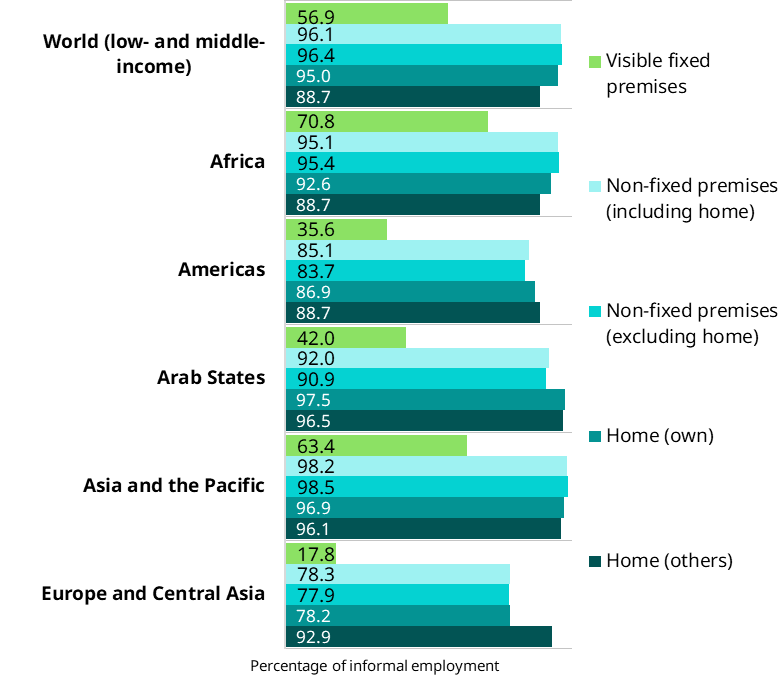 World (low- and middle-
income)
56.9
96.1
96.4
95.0
88.7
Africa
70.8
95.1
95.4
92.6
88.7
Americas
35.6
85.1
83.7
86.9
88.7
Arab States
42.0
92.0
90.9
97.5
96.5
Asia and the Pacific
63.4
98.2
98.5
96.9
96.1
Europe and Central Asia
17.8
78.3
77.9
78.2
92.9
Visible fixed
premises
Non-fixed premises
(including home)
Non-fixed premises
(excluding home)
Home (own)
Home (others)
Percentage of informal employment